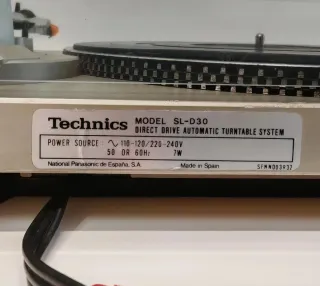 Technics MODEL SL-D30
DIRECT DRIVE AUTOMATIC TURNTABLE SYSTEM
POWER SOURCE : ∿ 110-120/220-240V
50 OR 60Hz 7W
National Panasonic de España, S.A. Made in Spain